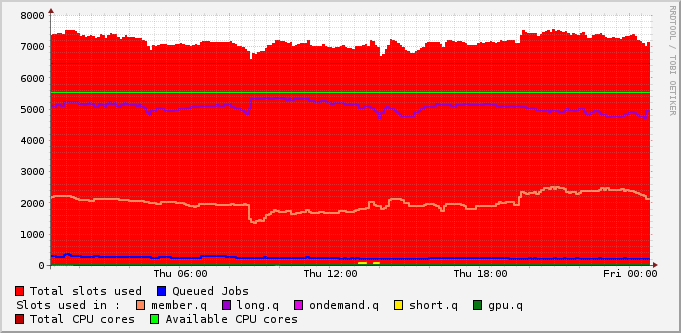 8000
7000
6000
5000
4000
3000
2000
1000
0
Thu 06:00 Thu 12:00 Thu 18:00 Fri 00:00
RRDTOOL / TOBI OETIKER
Total slots used Queued Jobs
Slots used in : member.q long.q ondemand.q short.q gpu.q
Total CPU cores Available CPU cores